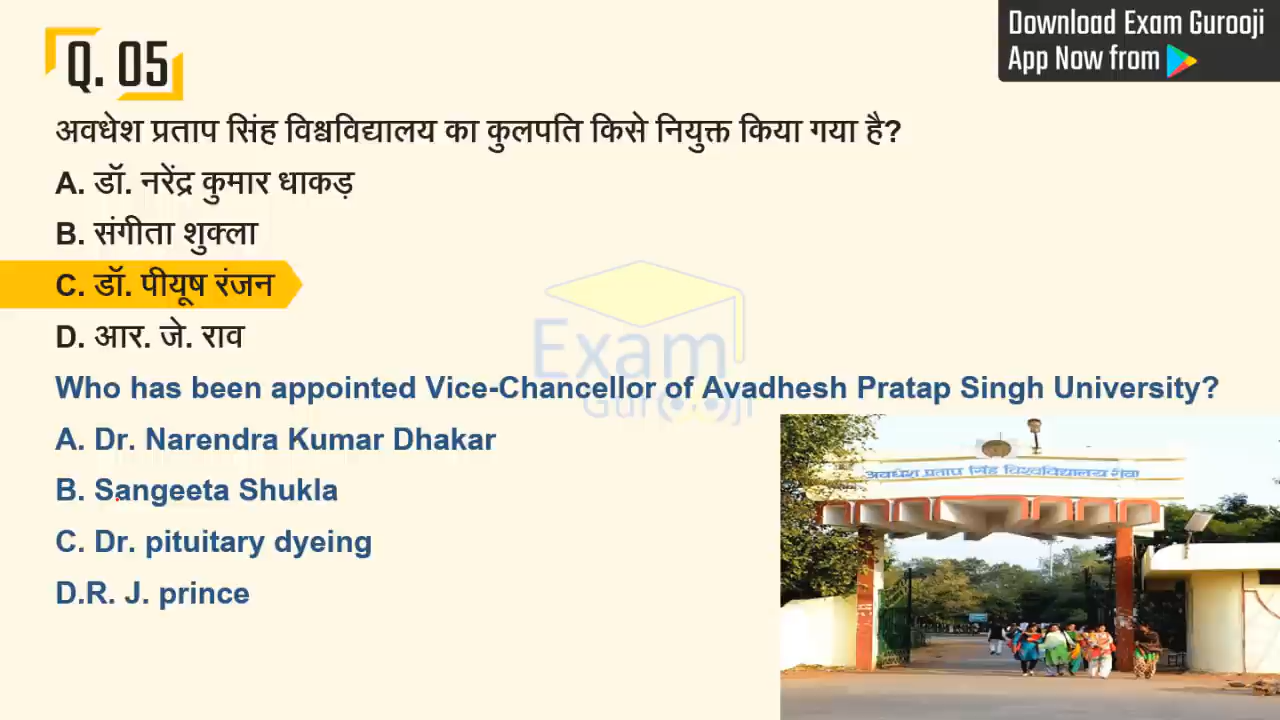 Download Exam Gurooji
App Now from
Q. 05
अवधेश प्रताप सिंह विश्वविद्यालय का कुलपति किसे नियुक्त किया गया है?
A. डॉ. नरेंद्र कुमार धाकड़
B. संगीता शुक्ला
C. डॉ. पीयूष रंजन
D. आर. जे. राव
Exam
Gurooji
Who has been appointed Vice-Chancellor of Avadhesh Pratap Singh University?
A. Dr. Narendra Kumar Dhakar
B. Sangeeta Shukla
C. Dr. pituitary dyeing
D.R. J. prince
अवधेश प्रताप सिंह विश्वविद्यालय रीवा